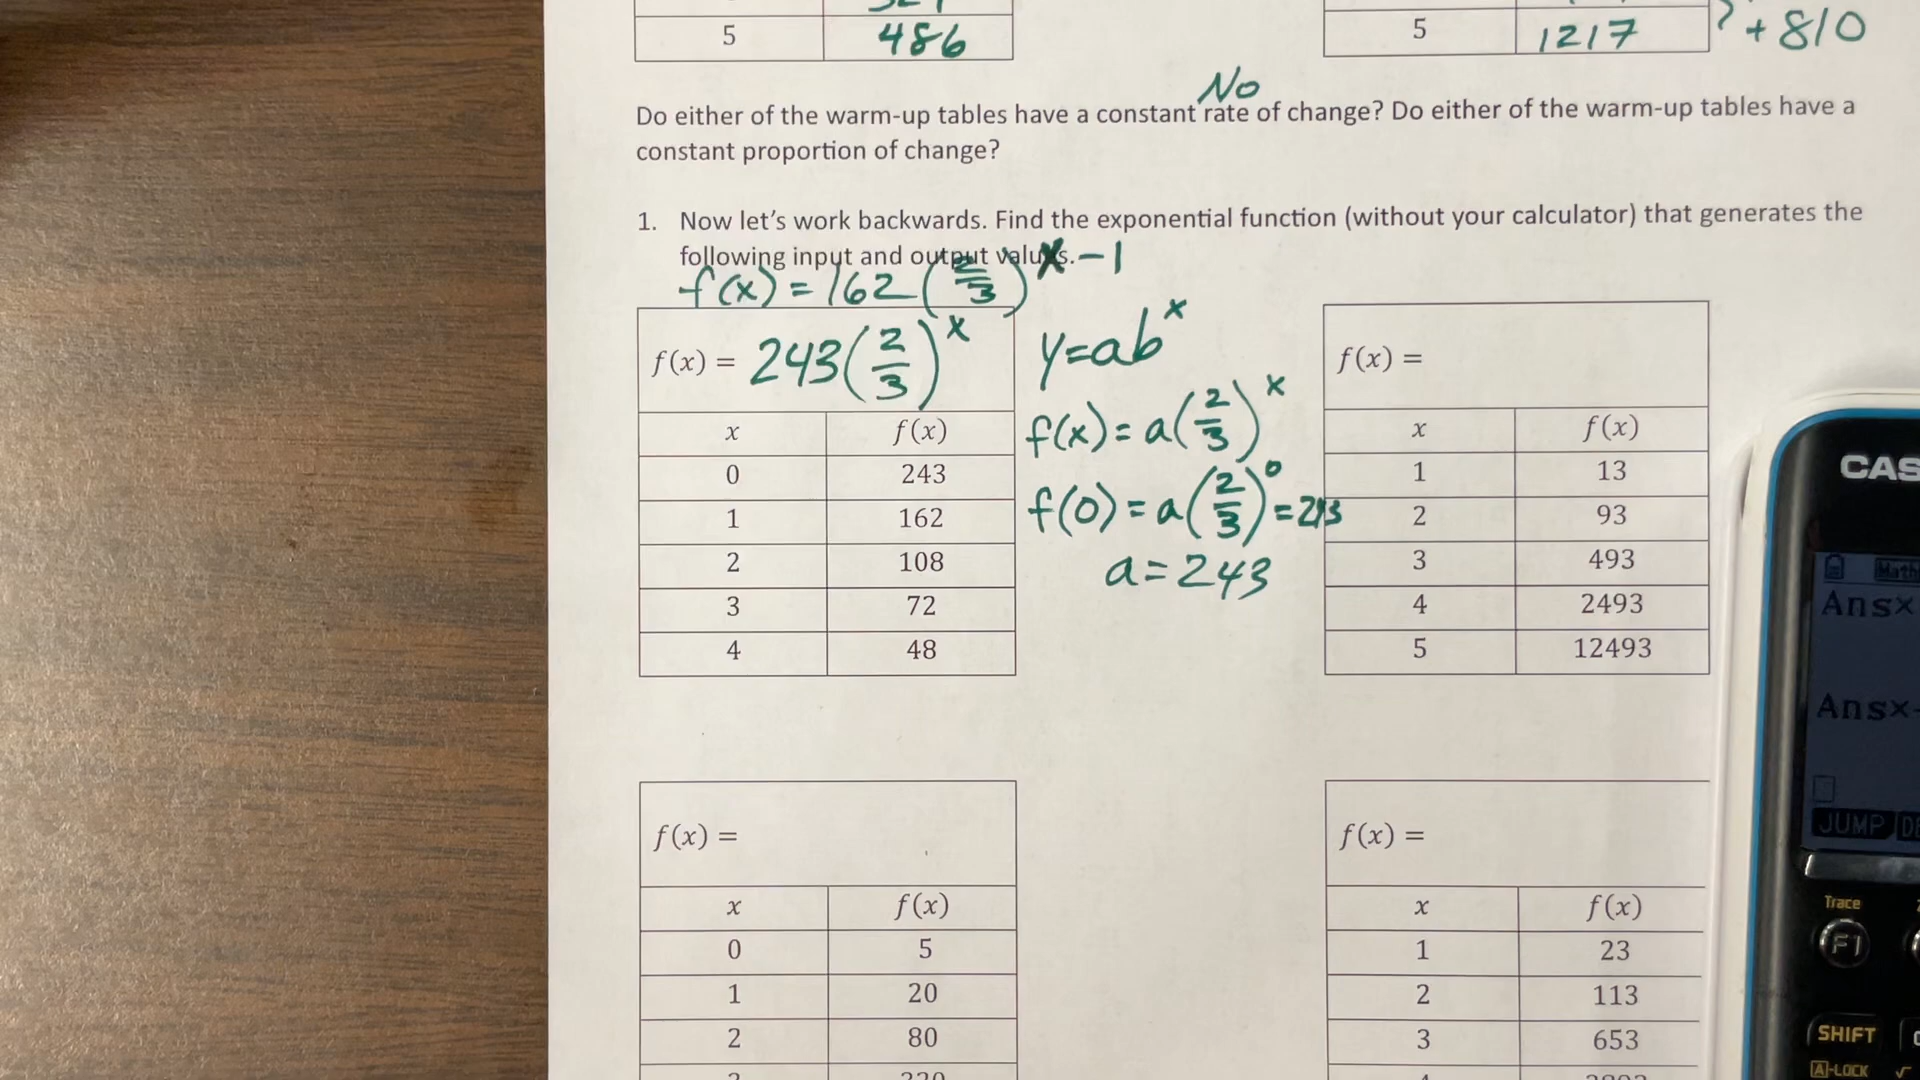 5 486
5 1217 + 810
No
Do either of the warm-up tables have a constant rate of change? Do either of the warm-up tables have a
constant proportion of change?
1. Now let’s work backwards. Find the exponential function (without your calculator) that generates the
following input and output values.
f(x) = 162(2/3)^x-1
f(x) = 243(2/3)^x
x f(x)
0 243
1 162
2 108
3 72
4 48
y=ab^x
f(x) = a(2/3)^x
f(0) = a(2/3)^0 = 243
a = 243
f(x) =
x f(x)
1 13
2 93
3 493
4 2493
5 12493
f(x) =
x f(x)
0 5
1 20
2 80
f(x) =
x f(x)
1 23
2 113
3 653
CAS
Math
Ans×
Ans×
JUMP
Trace
F1
SHIFT
A-LOCK